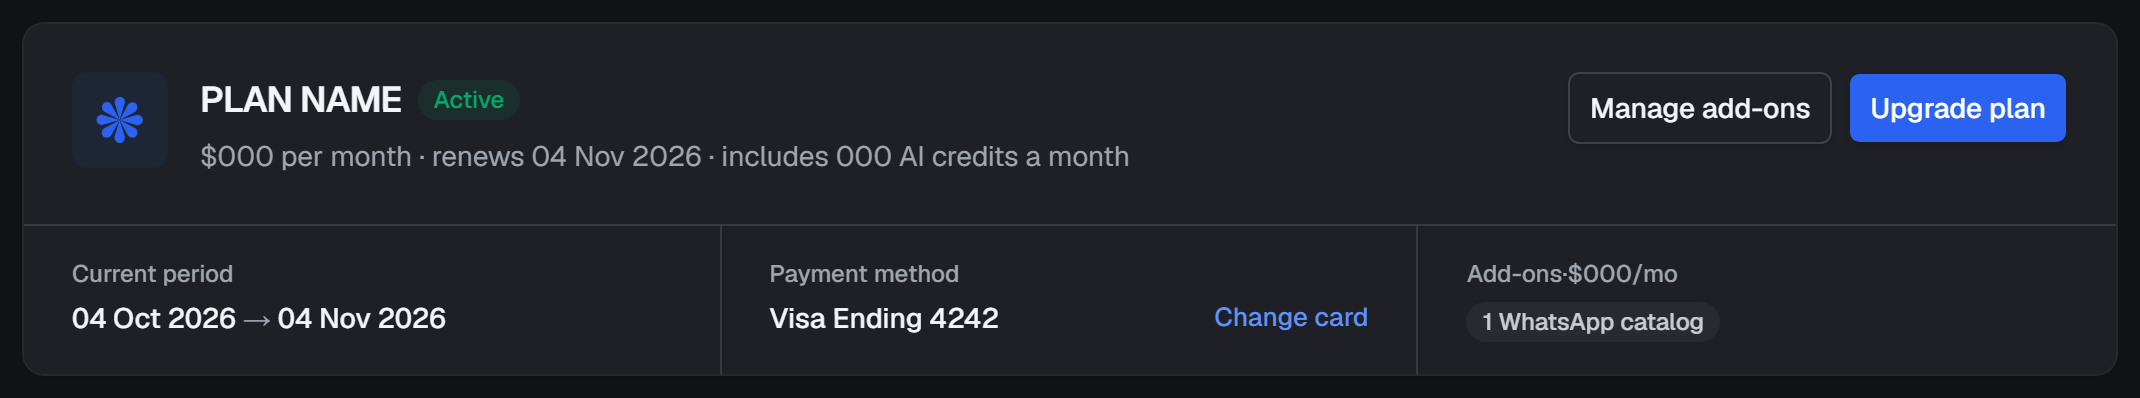 PLAN NAME Active
$000 per month · renews 04 Nov 2026 · includes 000 AI credits a month
Manage add-ons
Upgrade plan
Current period
04 Oct 2026 → 04 Nov 2026
Payment method
Visa Ending 4242
Change card
Add-ons·$000/mo
1 WhatsApp catalog